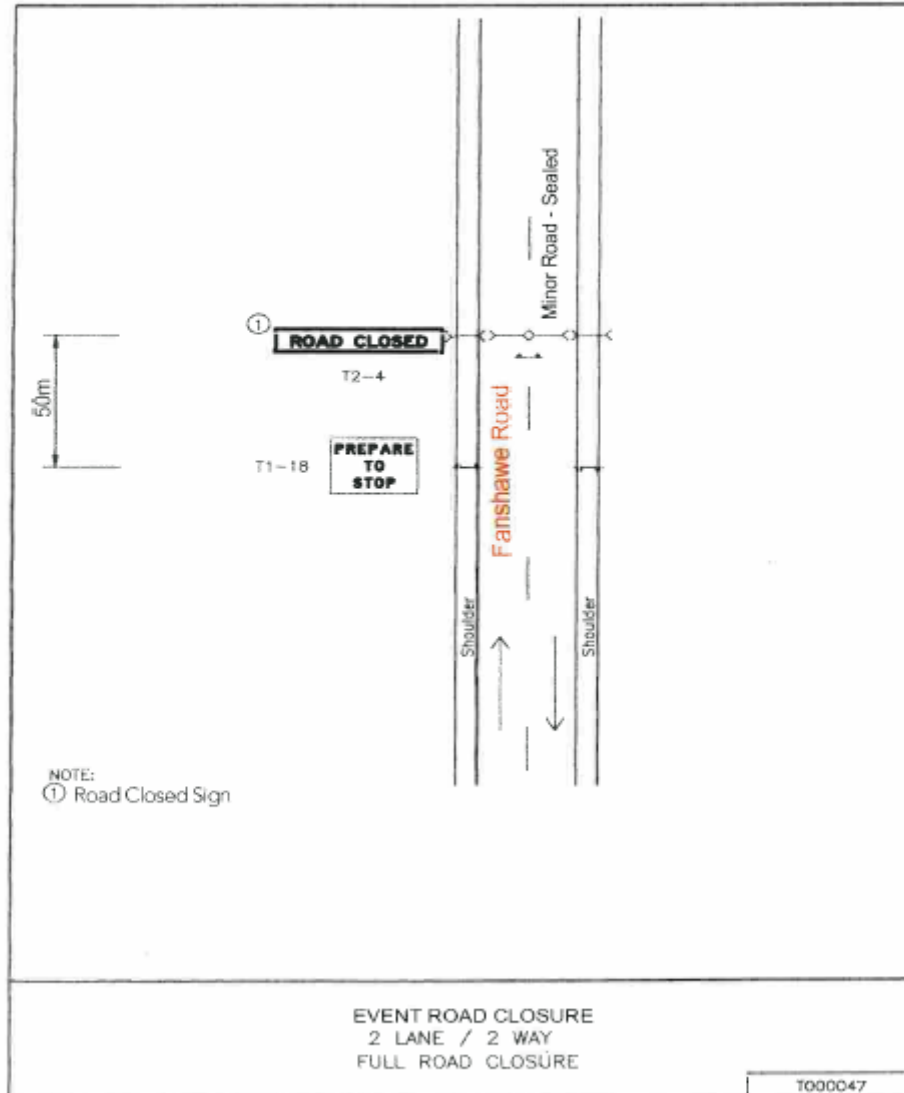 Minor Road - Sealed
①
ROAD CLOSED
T2-4
50m
Fanshawe Road
T1-18
PREPARE
TO
STOP
Shoulder
Shoulder
NOTE:
① Road Closed Sign
EVENT ROAD CLOSURE
2 LANE / 2 WAY
FULL ROAD CLOSURE
T000047